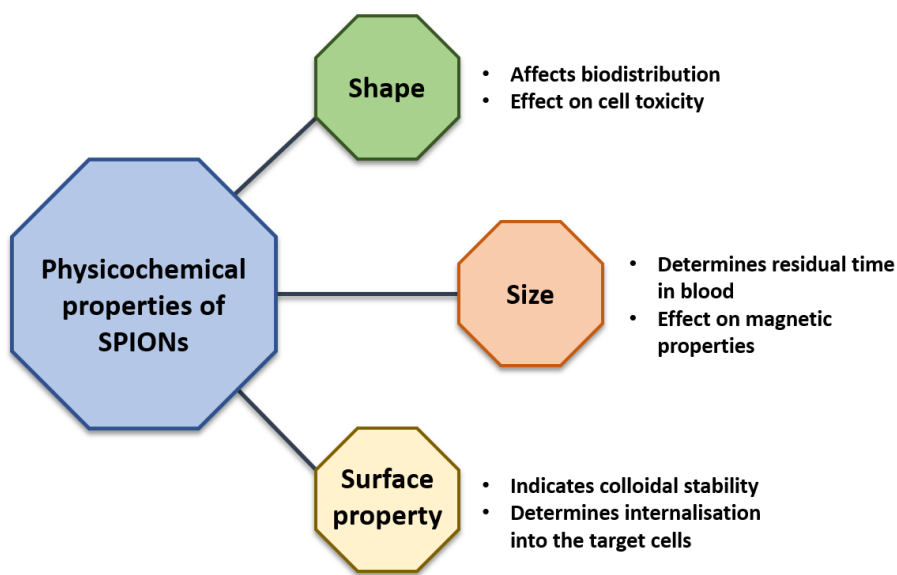 Shape
• Affects biodistribution
• Effect on cell toxicity
Physicochemical
properties of
SPIONs
Size
• Determines residual time
in blood
• Effect on magnetic
properties
Surface
property
• Indicates colloidal stability
• Determines internalisation
into the target cells